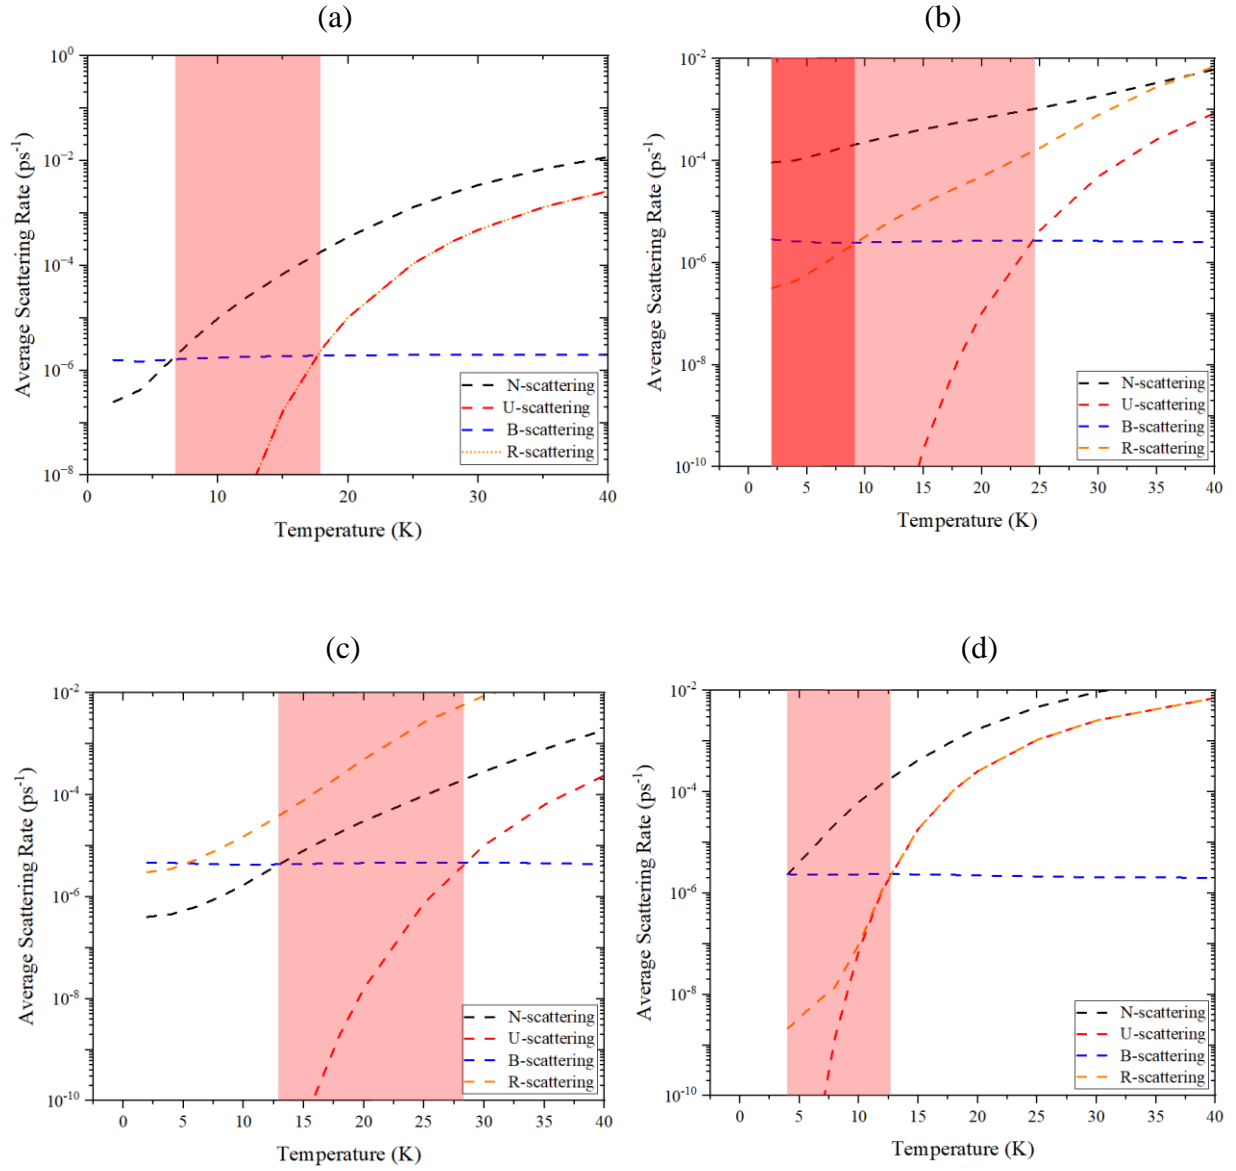 (a)
Average Scattering Rate (ps⁻¹)
10⁰
10⁻²
10⁻⁴
10⁻⁶
10⁻⁸
N-scattering
U-scattering
B-scattering
R-scattering
0 10 20 30 40
Temperature (K)
(b)
Average Scattering Rate (ps⁻¹)
10⁻²
10⁻⁴
10⁻⁶
10⁻⁸
10⁻¹⁰
N-scattering
U-scattering
B-scattering
R-scattering
0 5 10 15 20 25 30 35 40
Temperature (K)
(c)
Average Scattering Rate (ps⁻¹)
10⁻²
10⁻⁴
10⁻⁶
10⁻⁸
10⁻¹⁰
N-scattering
U-scattering
B-scattering
R-scattering
0 5 10 15 20 25 30 35 40
Temperature (K)
(d)
Average Scattering Rate (ps⁻¹)
10⁻²
10⁻⁴
10⁻⁶
10⁻⁸
10⁻¹⁰
N-scattering
U-scattering
B-scattering
R-scattering
0 5 10 15 20 25 30 35 40
Temperature (K)